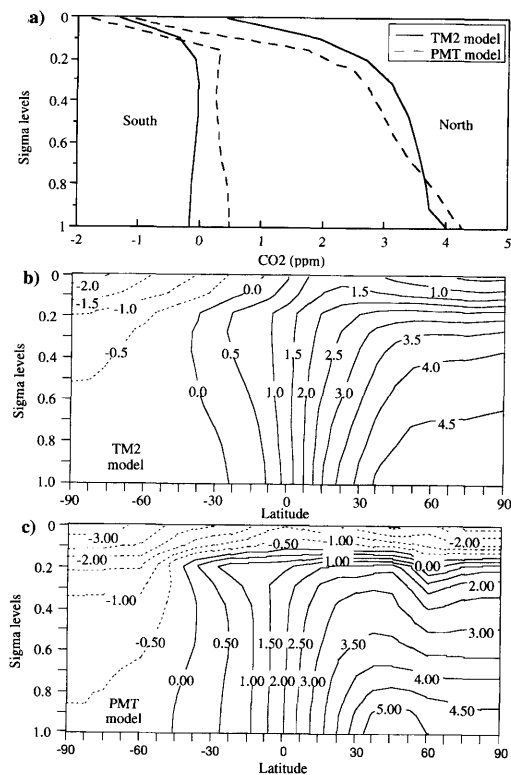 a)
0
0.2
0.4
0.6
0.8
1
Sigma levels
TM2 model
PMT model
South
North
-2 -1 0 1 2 3 4 5
CO2 (ppm)
b)
0
0.2
0.4
0.6
0.8
1.0
Sigma levels
-2.0
-1.5
-1.0
-0.5
0.0
1.5
1.0
0.5
1.5
2.5
3.5
4.0
0.0
1.0
2.0
3.0
4.5
TM2
model
-90 -60 -30 0 30 60 90
Latitude
c)
0
0.2
0.4
0.6
0.8
1.0
Sigma levels
-3.00
-2.00
-1.00
-0.50
-0.50
-1.00
1.00
-2.00
0.00
2.00
0.50
1.50
2.50
3.50
3.00
0.00
1.00
2.00
3.00
4.00
5.00
4.50
PMT
model
-90 -60 -30 0 30 60 90
Latitude